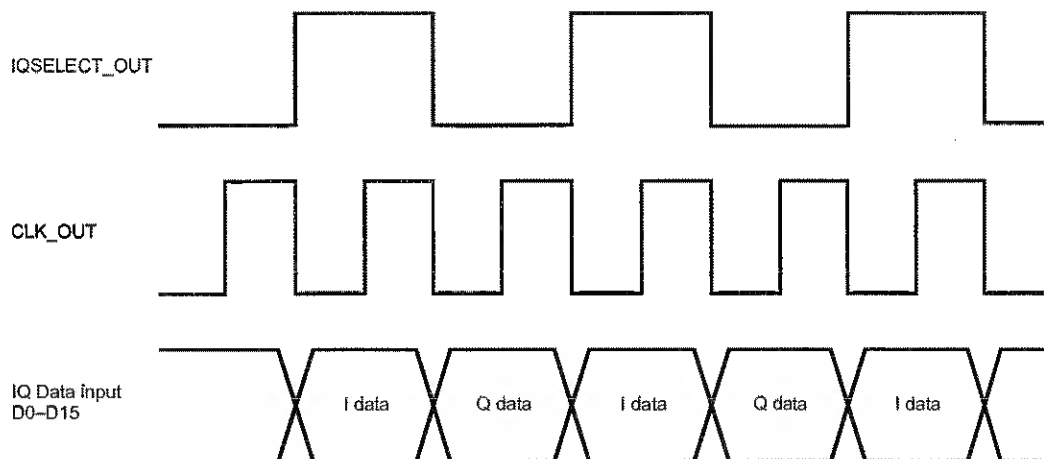 IQSELECT_OUT
CLK_OUT
IQ Data input
D0–D15
I data
Q data
I data
Q data
I data